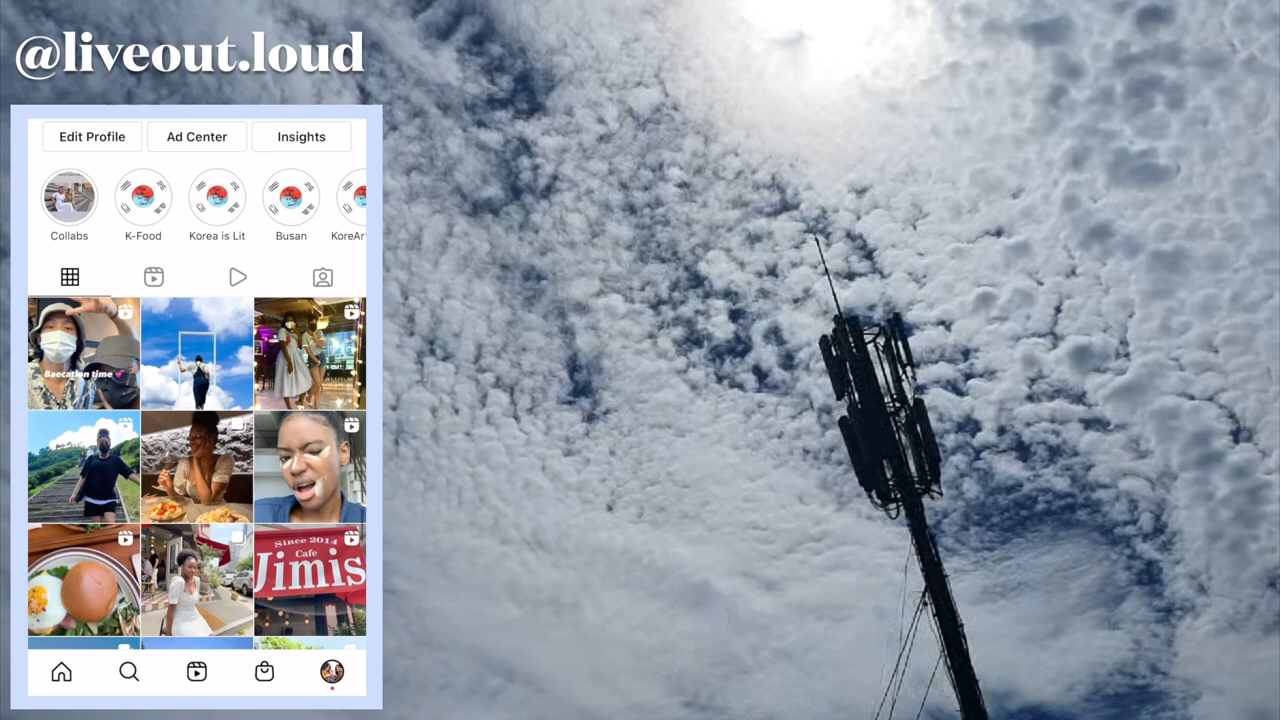 @liveout.loud
Edit Profile
Ad Center
Insights
Collabs
K-Food
Korea is Lit
Busan
KoreAr
Baecation time
Since 2014
Cafe
Jimis